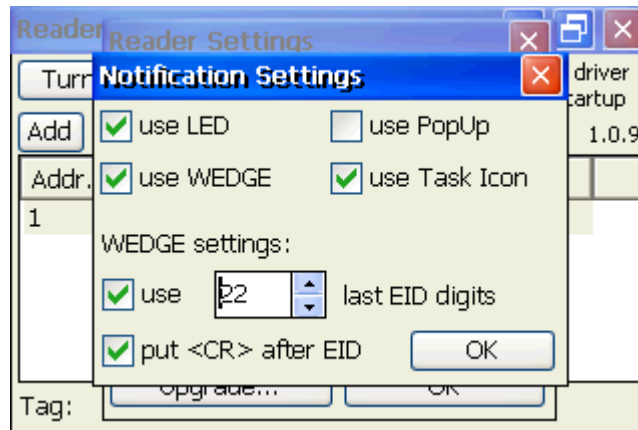 Reader
Reader Settings
Notification Settings
Turn
driver
startup
Add
use LED
use PopUp
1.0.9
Addr.
use WEDGE
use Task Icon
1
WEDGE settings:
use 22 last EID digits
put <CR> after EID
OK
Upgrade...
OK
Tag: